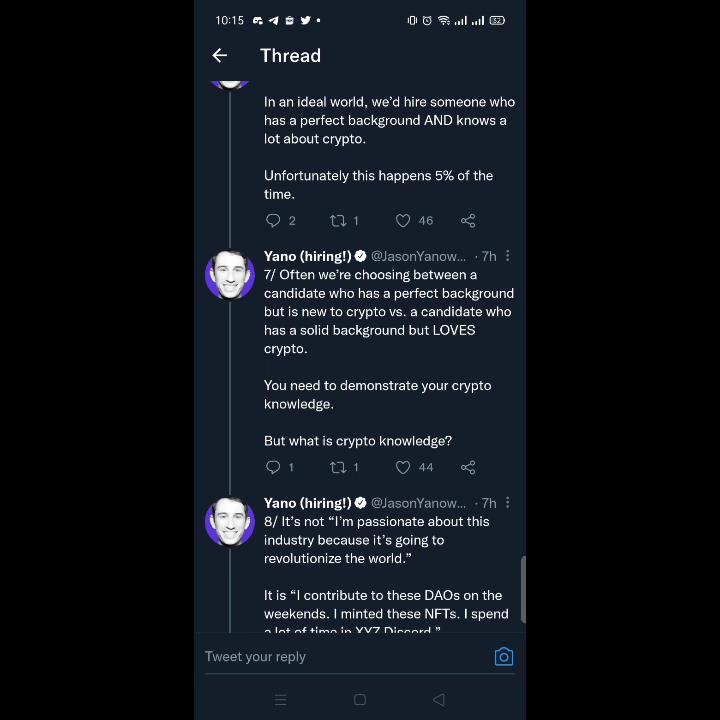 10:15
Thread
In an ideal world, we’d hire someone who
has a perfect background AND knows a
lot about crypto.
Unfortunately this happens 5% of the
time.
2 1 46
Yano (hiring!) @JasonYanow... · 7h
7/ Often we’re choosing between a
candidate who has a perfect background
but is new to crypto vs. a candidate who
has a solid background but LOVES
crypto.
You need to demonstrate your crypto
knowledge.
But what is crypto knowledge?
1 1 44
Yano (hiring!) @JasonYanow... · 7h
8/ It’s not “I’m passionate about this
industry because it’s going to
revolutionize the world.”
It is “I contribute to these DAOs on the
weekends. I minted these NFTs. I spend
a lot of time in XYZ Discord.”
Tweet your reply